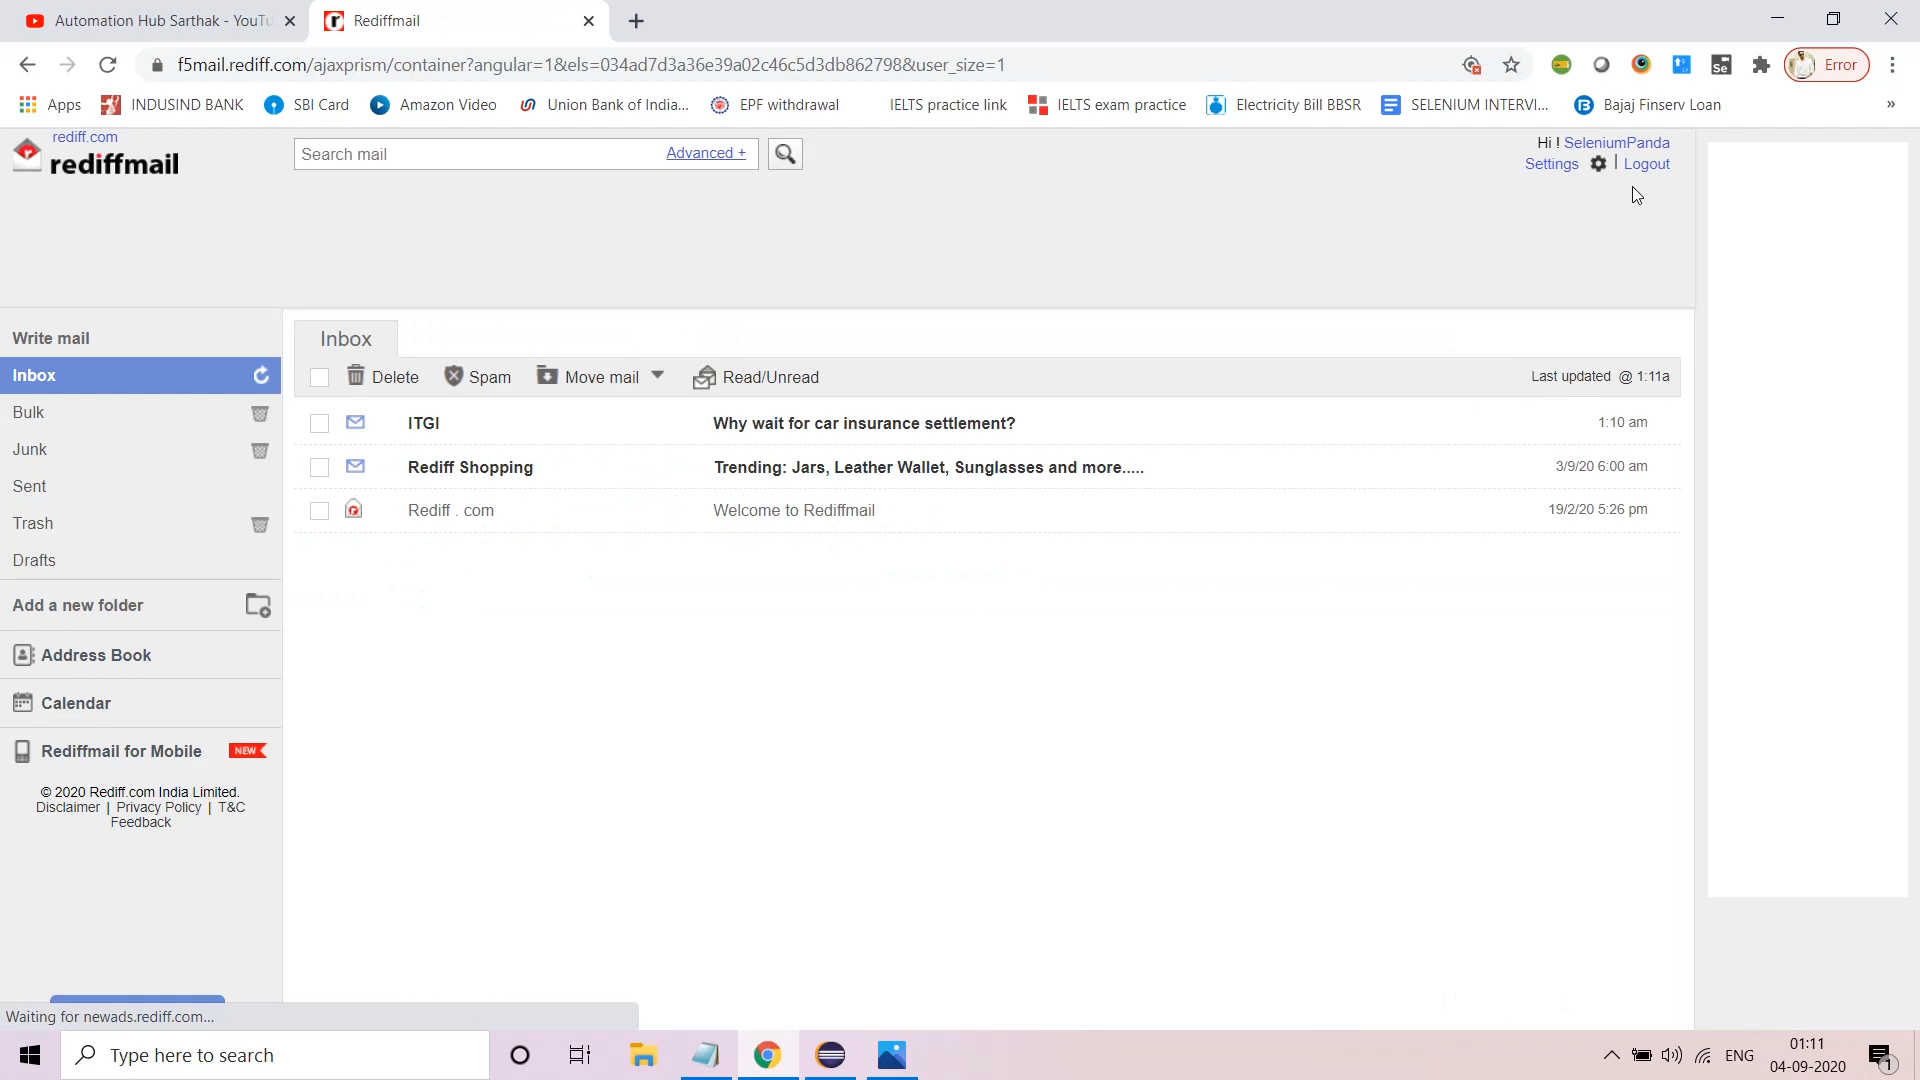 Automation Hub Sarthak - YouTu
Rediffmail
f5mail.rediff.com/ajaxprism/container?angular=1&els=034ad7d3a36e39a02c46c5d3db862798&user_size=1
Error
Apps
INDUSIND BANK
SBI Card
Amazon Video
Union Bank of India...
EPF withdrawal
IELTS practice link
IELTS exam practice
Electricity Bill BBSR
SELENIUM INTERVI...
Bajaj Finserv Loan
»
rediff.com
rediffmail
Search mail
Advanced +
Hi ! SeleniumPanda
Settings | Logout
Write mail
Inbox
Bulk
Junk
Sent
Trash
Drafts
Add a new folder
Address Book
Calendar
Rediffmail for Mobile NEW
© 2020 Rediff.com India Limited.
Disclaimer | Privacy Policy | T&C
Feedback
Inbox
Delete Spam Move mail Read/Unread Last updated @ 1:11a
ITGI Why wait for car insurance settlement? 1:10 am
Rediff Shopping Trending: Jars, Leather Wallet, Sunglasses and more..... 3/9/20 6:00 am
Rediff . com Welcome to Rediffmail 19/2/20 5:26 pm
Waiting for newads.rediff.com...
Type here to search
Se
ENG
01:11
04-09-2020
1